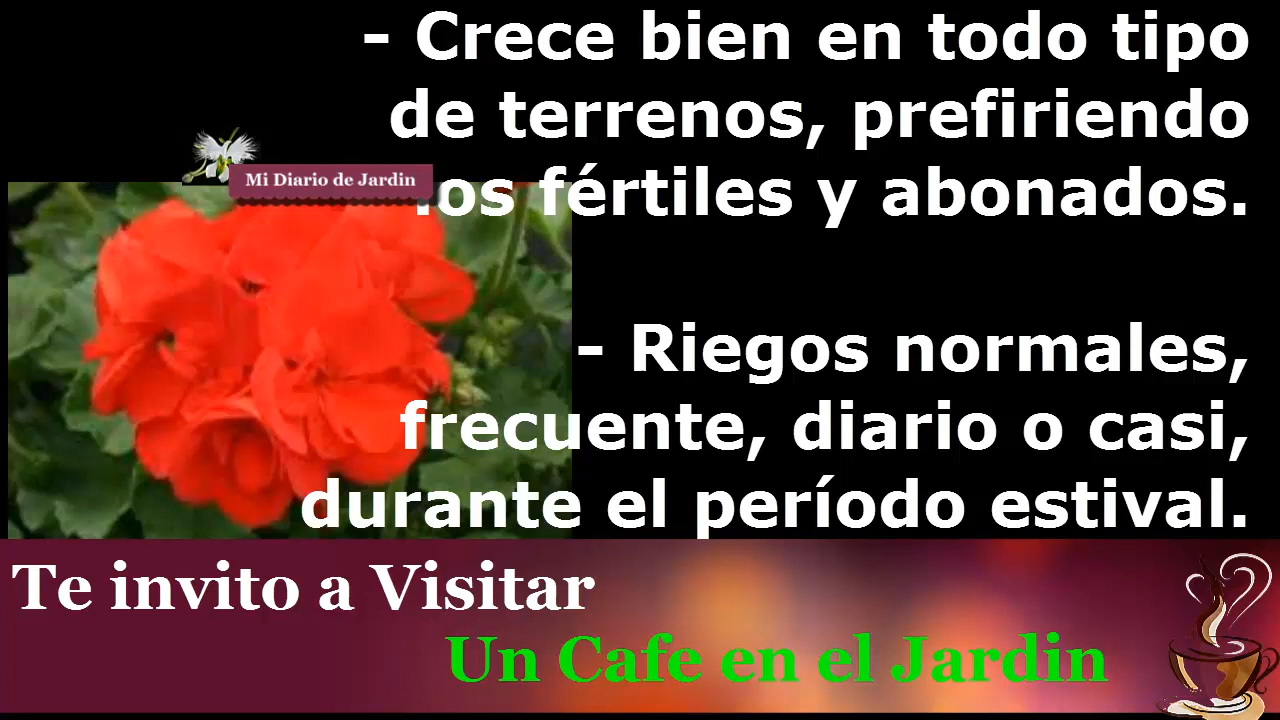 - Crece bien en todo tipo
de terrenos, prefiriendo
los fértiles y abonados.
Mi Diario de Jardin
- Riegos normales,
frecuente, diario o casi,
durante el período estival.
Te invito a Visitar
Un Cafe en el Jardin